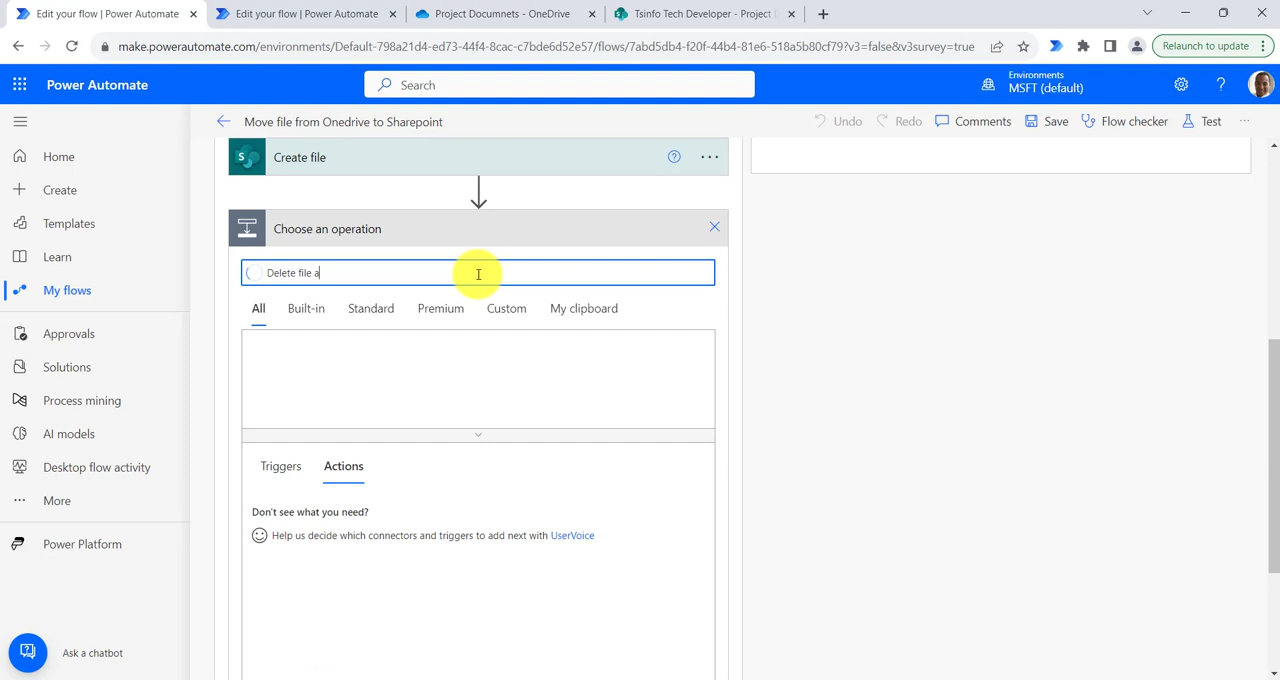 Edit your flow | Power Automate
Edit your flow | Power Automate
Project Documnets - OneDrive
Tsinfo Tech Developer - Project
make.powerautomate.com/environments/Default-798a21d4-ed73-44f4-8cac-c7bde6d52e57/flows/7abd5db4-f20f-44b4-81e6-518a5b80cf79?v3=false&v3survey=true
Relaunch to update
Power Automate
Search
Environments
MSFT (default)
Move file from Onedrive to Sharepoint
Undo
Redo
Comments
Save
Flow checker
Test
Home
Create
Templates
Learn
My flows
Approvals
Solutions
Process mining
AI models
Desktop flow activity
More
Power Platform
Ask a chatbot
Create file
Choose an operation
Delete file a
All
Built-in
Standard
Premium
Custom
My clipboard
Triggers
Actions
Don't see what you need?
Help us decide which connectors and triggers to add next with UserVoice